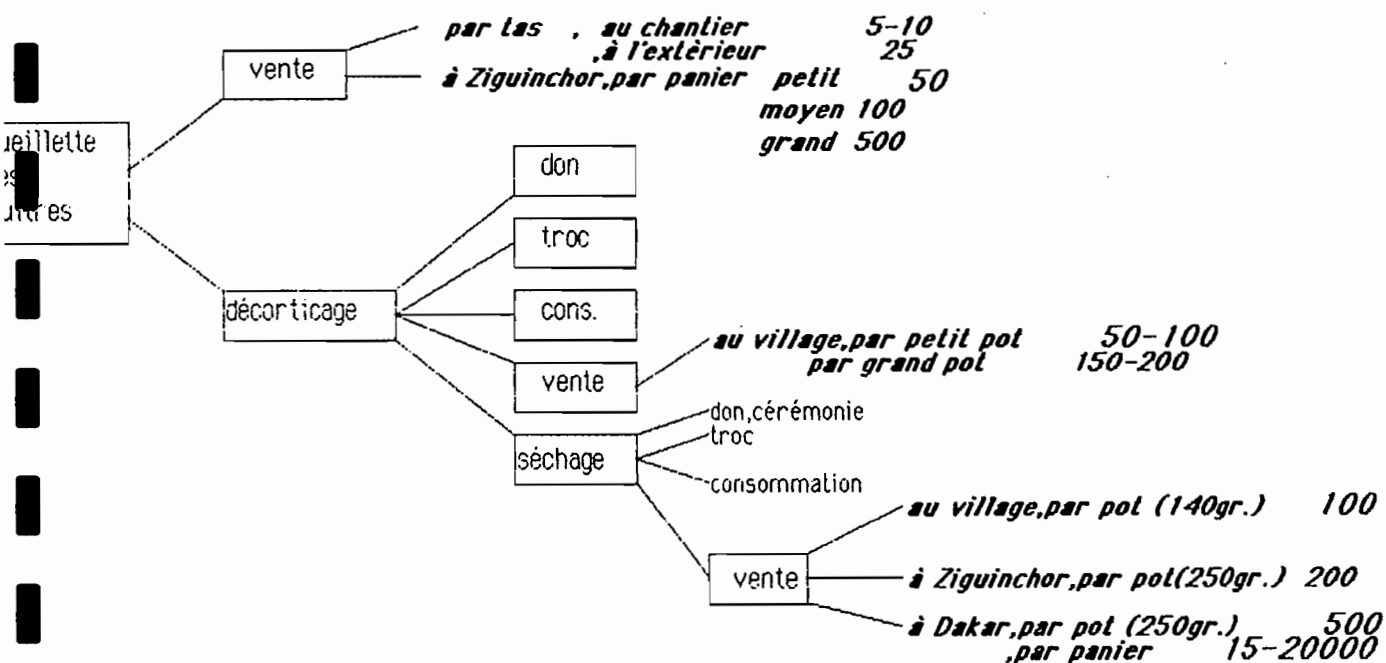 par tas , au chantier 5-10
,à l'extèrieur 25
vente
à Ziguinchor,par panier petit 50
moyen 100
grand 500
ueillette
don
troc
décorticage
cons.
au village,par petit pot 50-100
par grand pot 150-200
vente
don,cérémonie
troc
séchage
consommation
au village,par pot (140gr.) 100
vente
à Ziguinchor,par pot(250gr.) 200
à Dakar,par pot (250gr.) 500
,par panier 15-20000